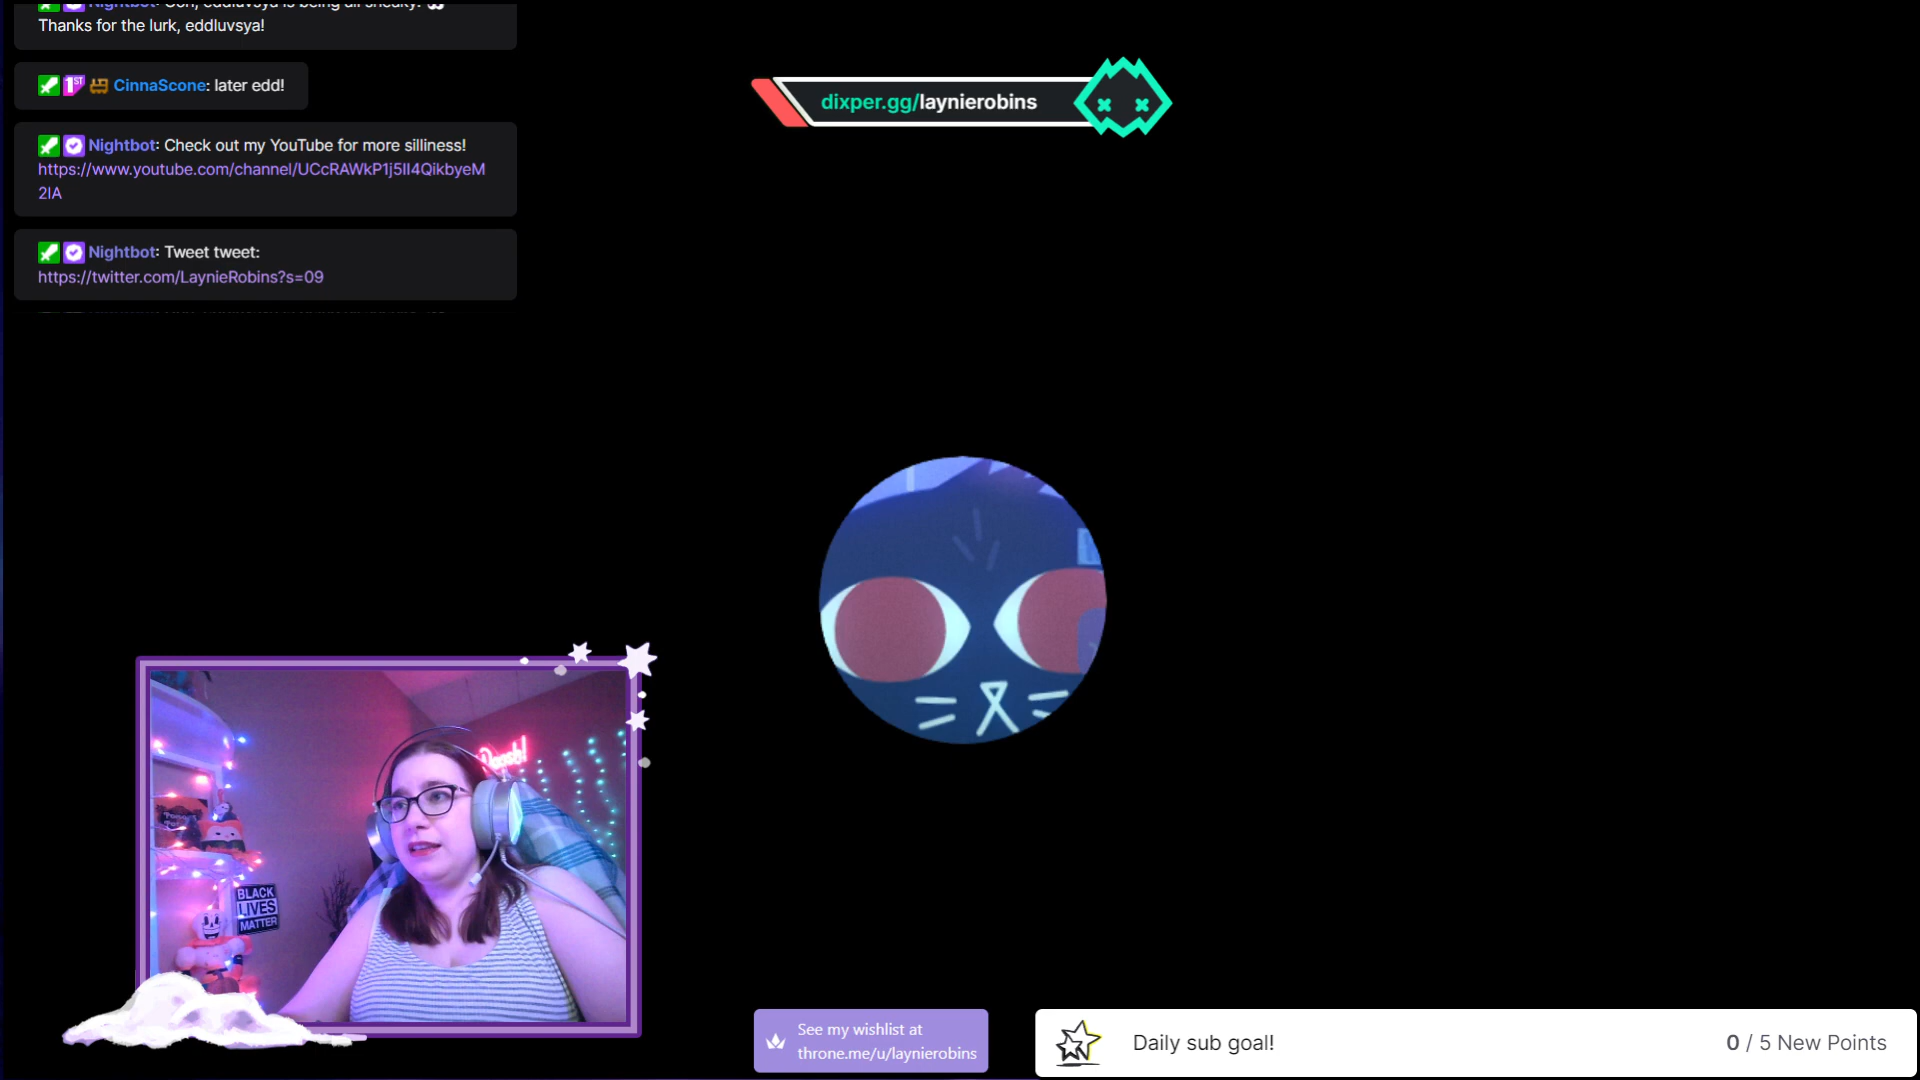 Thanks for the lurk, eddluvsya!
1ST CinnaScone: later edd!
Nightbot: Check out my YouTube for more silliness!
https://www.youtube.com/channel/UCcRAWkP1j5II4QikbyeM
2IA
Nightbot: Tweet tweet:
https://twitter.com/LaynieRobins?s=09
dixper.gg/laynierobins
BLACK
LIVES
MATTER
See my wishlist at
throne.me/u/laynierobins
Daily sub goal!
0 / 5 New Points